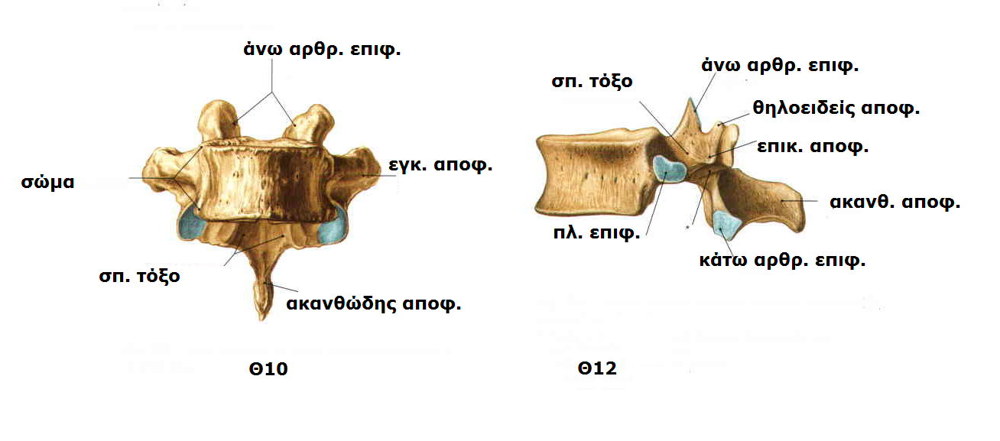 άνω αρθρ. επιφ.
σώμα
εγκ. αποφ.
σπ. τόξο
ακανθώδης αποφ.
Θ10
άνω αρθρ. επιφ.
σπ. τόξο
θηλοειδείς αποφ.
επικ. αποφ.
ακανθ. αποφ.
πλ. επιφ.
*
κάτω αρθρ. επιφ.
Θ12